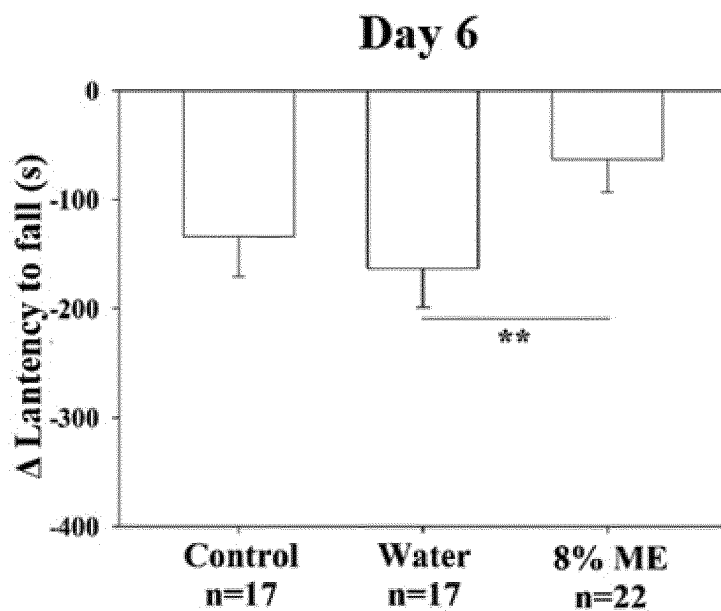 Day 6
Δ Lantency to fall (s)
0
-100
-200
-300
-400
**
Control Water 8% ME
n=17 n=17 n=22